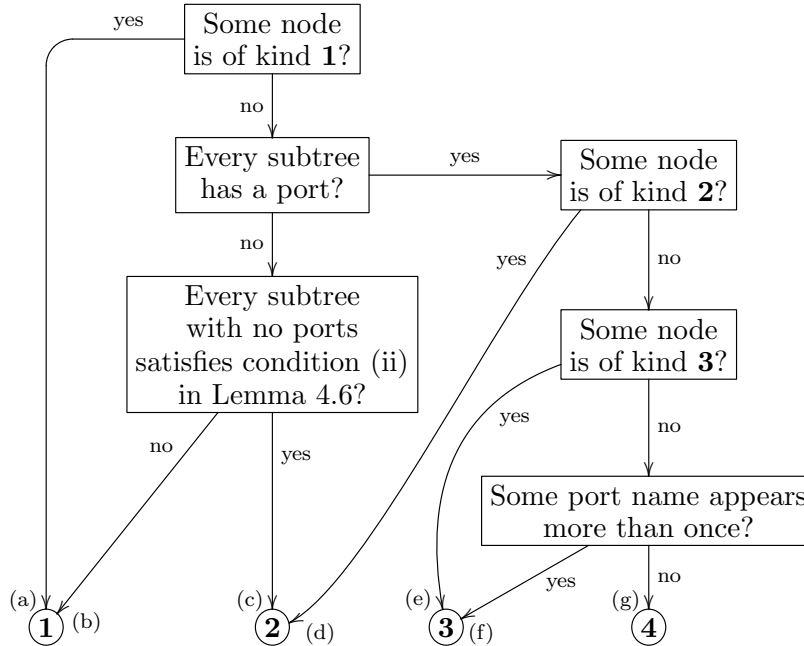 yes
Some node
is of kind 1?
no
Every subtree
has a port?
yes
Some node
is of kind 2?
no
yes
no
Every subtree
with no ports
satisfies condition (ii)
in Lemma 4.6?
Some node
is of kind 3?
no
yes
yes
no
Some port name appears
more than once?
yes
no
(a)
1
(b)
(c)
2
(d)
(e)
3
(f)
(g)
4